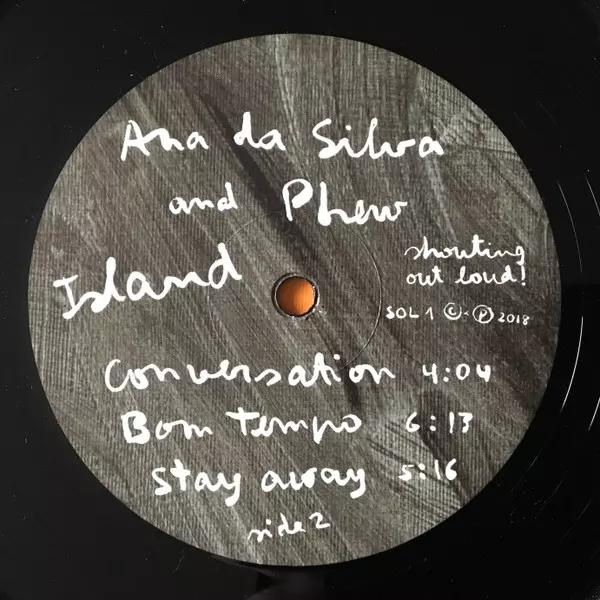 Ana da Silva
and Phew
Island
shouting
out loud!
SOL 1 © - ℗ 2018
Conversation 4:04
Bom Tempo 6:13
stay away 5:16
side 2